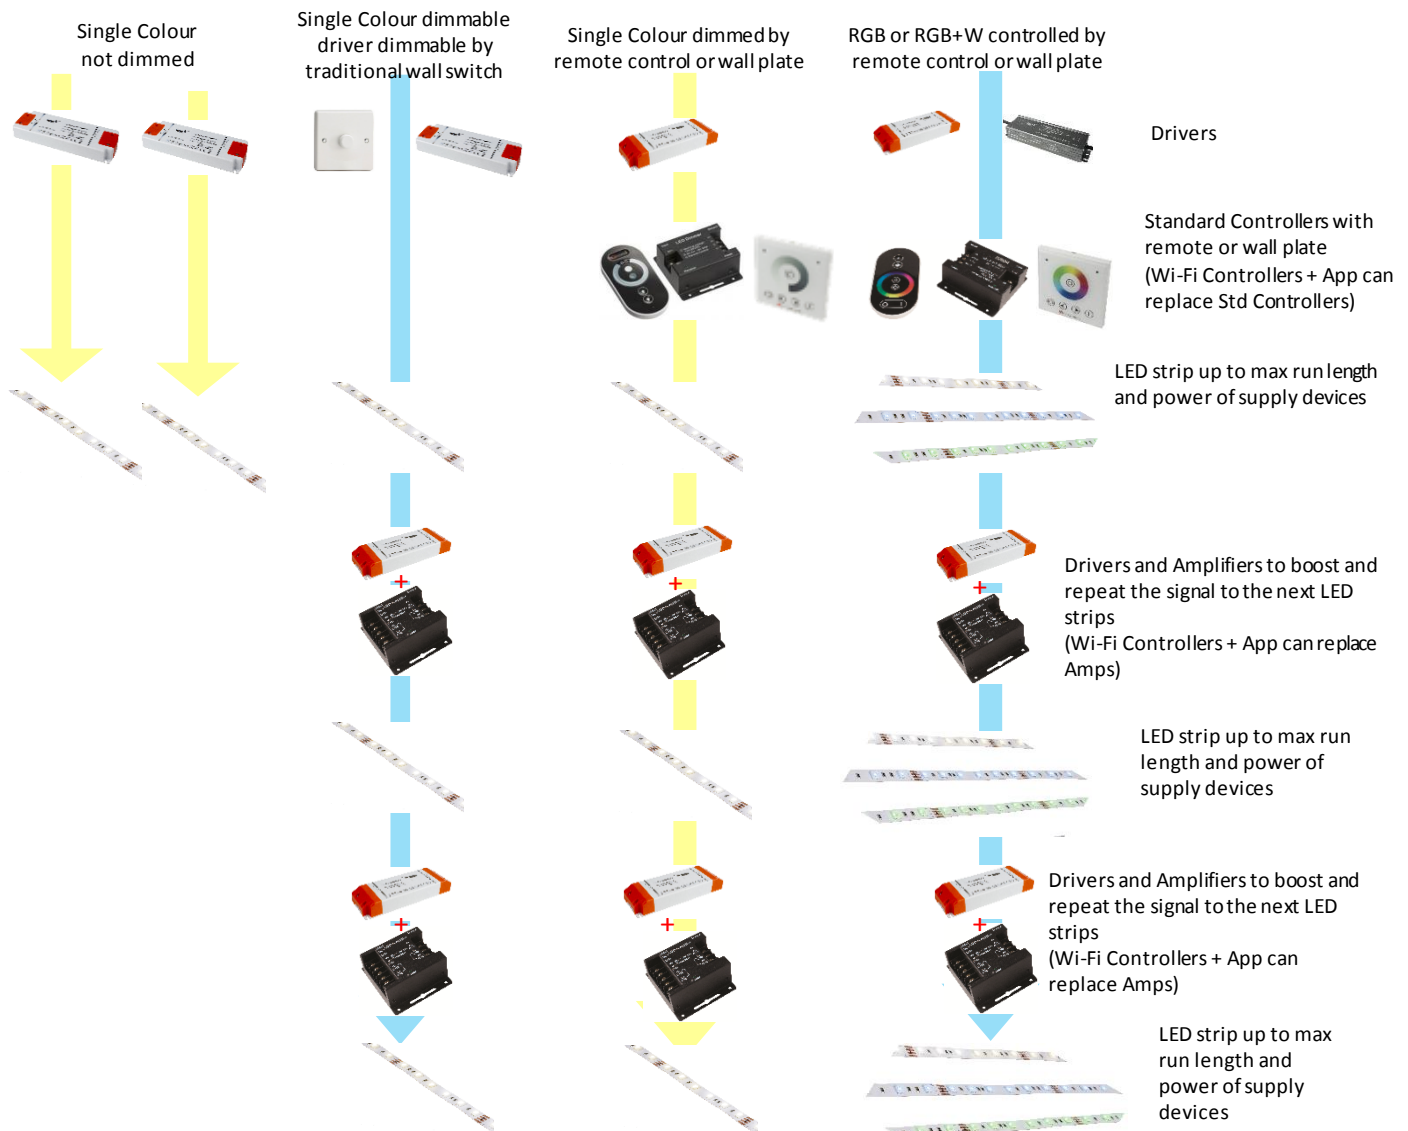 Single Colour
not dimmed
Single Colour dimmable
driver dimmable by
traditional wall switch
Single Colour dimmed by
remote control or wall plate
RGB or RGB+W controlled by
remote control or wall plate
Drivers
Standard Controllers with
remote or wall plate
(Wi-Fi Controllers + App can
replace Std Controllers)
LED strip up to max run length
and power of supply devices
Drivers and Amplifiers to boost and
repeat the signal to the next LED
strips
(Wi-Fi Controllers + App can replace
Amps)
LED strip up to max run
length and power of
supply devices
Drivers and Amplifiers to boost and
repeat the signal to the next LED
strips
(Wi-Fi Controllers + App can
replace Amps)
LED strip up to max
run length and
power of supply
devices